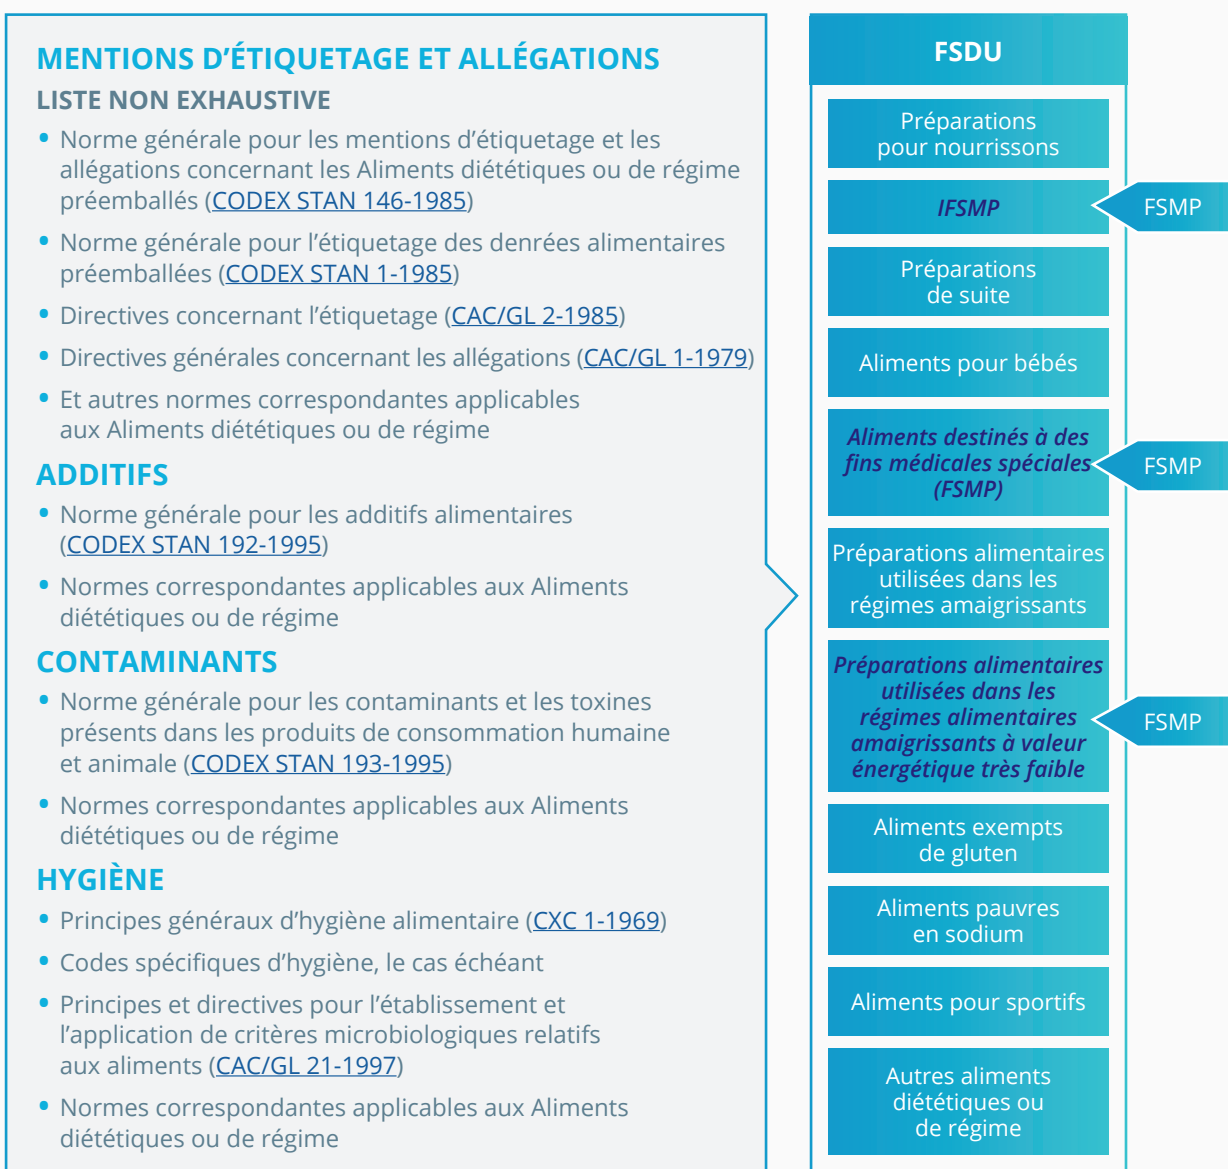 MENTIONS D’ÉTIQUETAGE ET ALLÉGATIONS
LISTE NON EXHAUSTIVE
• Norme générale pour les mentions d’étiquetage et les
allégations concernant les Aliments diététiques ou de régime
préemballés (CODEX STAN 146-1985)
• Norme générale pour l’étiquetage des denrées alimentaires
préemballées (CODEX STAN 1-1985)
• Directives concernant l’étiquetage (CAC/GL 2-1985)
• Directives générales concernant les allégations (CAC/GL 1-1979)
• Et autres normes correspondantes applicables
aux Aliments diététiques ou de régime
ADDITIFS
• Norme générale pour les additifs alimentaires
(CODEX STAN 192-1995)
• Normes correspondantes applicables aux Aliments
diététiques ou de régime
CONTAMINANTS
• Norme générale pour les contaminants et les toxines
présents dans les produits de consommation humaine
et animale (CODEX STAN 193-1995)
• Normes correspondantes applicables aux Aliments
diététiques ou de régime
HYGIÈNE
• Principes généraux d’hygiène alimentaire (CXC 1-1969)
• Codes spécifiques d’hygiène, le cas échéant
• Principes et directives pour l’établissement et
l’application de critères microbiologiques relatifs
aux aliments (CAC/GL 21-1997)
• Normes correspondantes applicables aux Aliments
diététiques ou de régime
FSDU
Préparations
pour nourrissons
IFSMP
FSMP
Préparations
de suite
Aliments pour bébés
Aliments destinés à des
fins médicales spéciales
(FSMP)
FSMP
Préparations alimentaires
utilisées dans les
régimes amaigrissants
Préparations alimentaires
utilisées dans les
régimes alimentaires
amaigrissants à valeur
énergétique très faible
FSMP
Aliments exempts
de gluten
Aliments pauvres
en sodium
Aliments pour sportifs
Autres aliments
diététiques ou
de régime